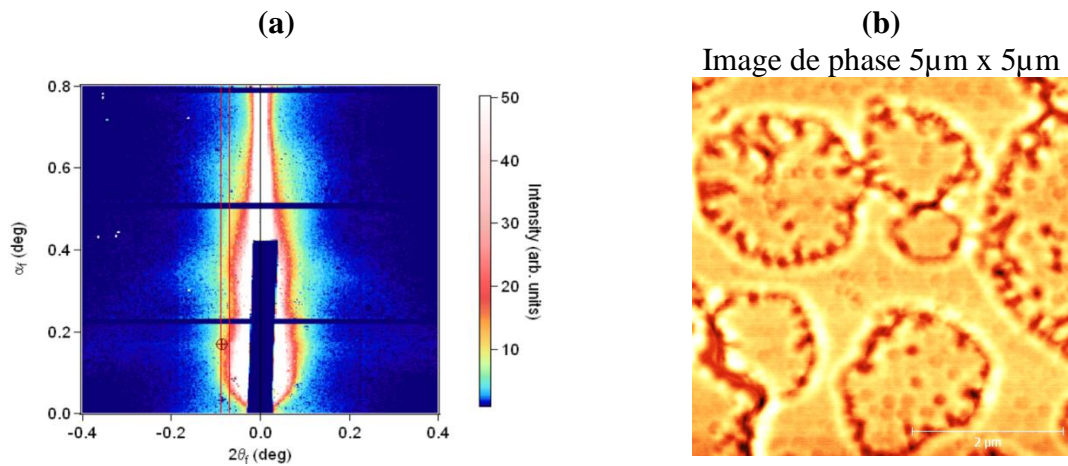 (a)
(b)
Image de phase 5µm x 5µm
0.8
0.6
0.4
0.2
0.0
αf (deg)
-0.4
-0.2
0.0
0.2
0.4
2θf (deg)
50
40
30
20
10
Intensity (arb. units)
2 µm